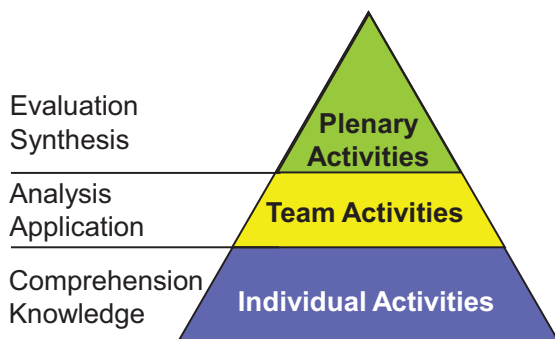 Evaluation
Synthesis
Plenary
Activities
Analysis
Application
Team Activities
Comprehension
Knowledge
Individual Activities